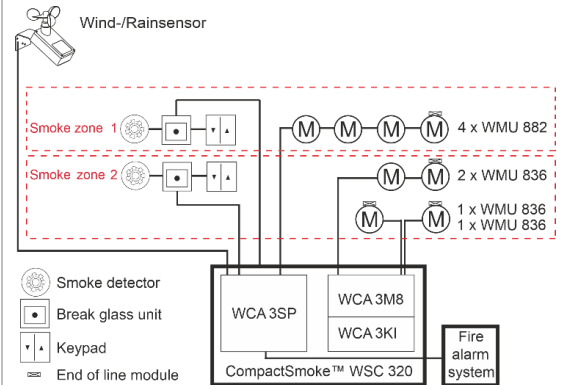 Wind-/Rainsensor
Smoke zone 1
M M M M 4 x WMU 882
Smoke zone 2
M M 2 x WMU 836
M M 1 x WMU 836
1 x WMU 836
Smoke detector
Break glass unit
Keypad
End of line module
WCA 3SP
WCA 3M8
WCA 3KI
CompactSmoke™ WSC 320
Fire
alarm
system